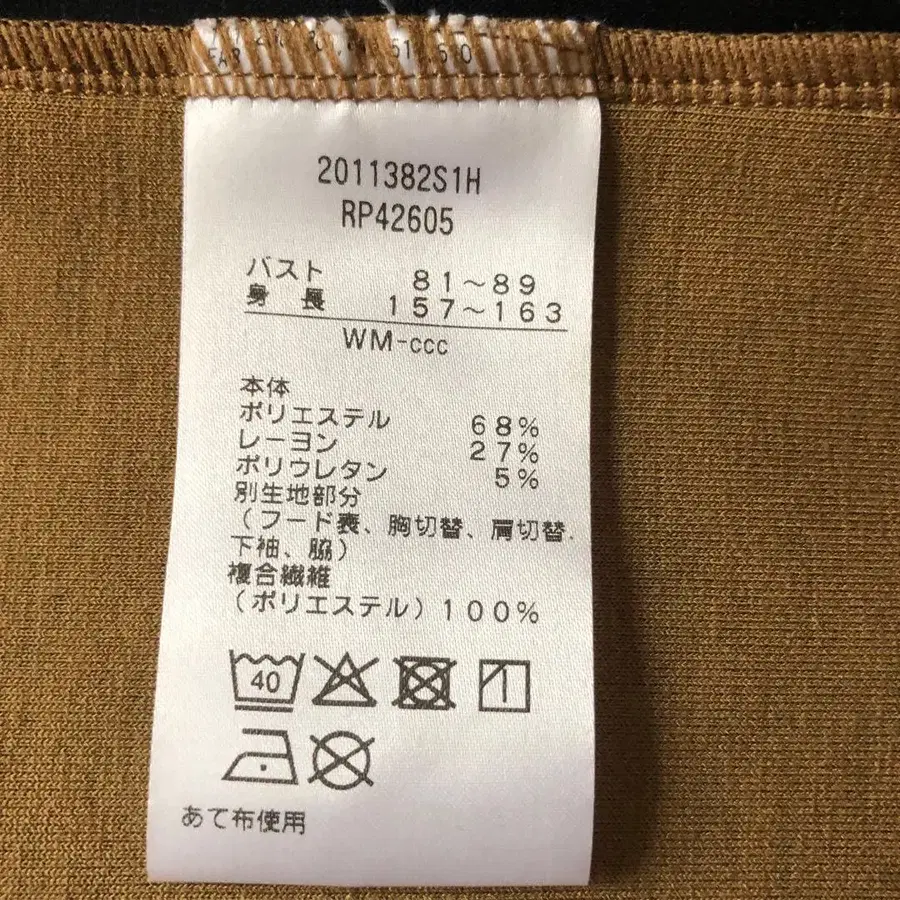 2011382S1H
RP42605
バスト 81～89
身長 157～163
WM-ccc
本体
ポリエステル 68%
レーヨン 27%
ポリウレタン 5%
別生地部分
(フード裏、胸切替、肩切替.
下袖、脇)
複合繊維
(ポリエステル) 100%
40
あて布使用